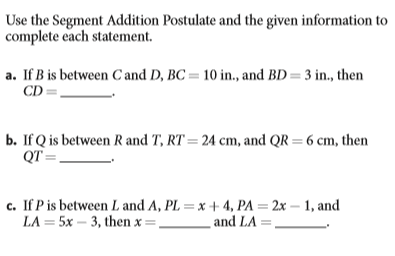 Use the Segment Addition Postulate and the given information to
complete each statement.
a. If B is between C and D, BC = 10 in., and BD = 3 in., then
CD = ________.
b. If Q is between R and T, RT = 24 cm, and QR = 6 cm, then
QT = ________.
c. If P is between L and A, PL = x + 4, PA = 2x – 1, and
LA = 5x – 3, then x = ________ and LA = ________.